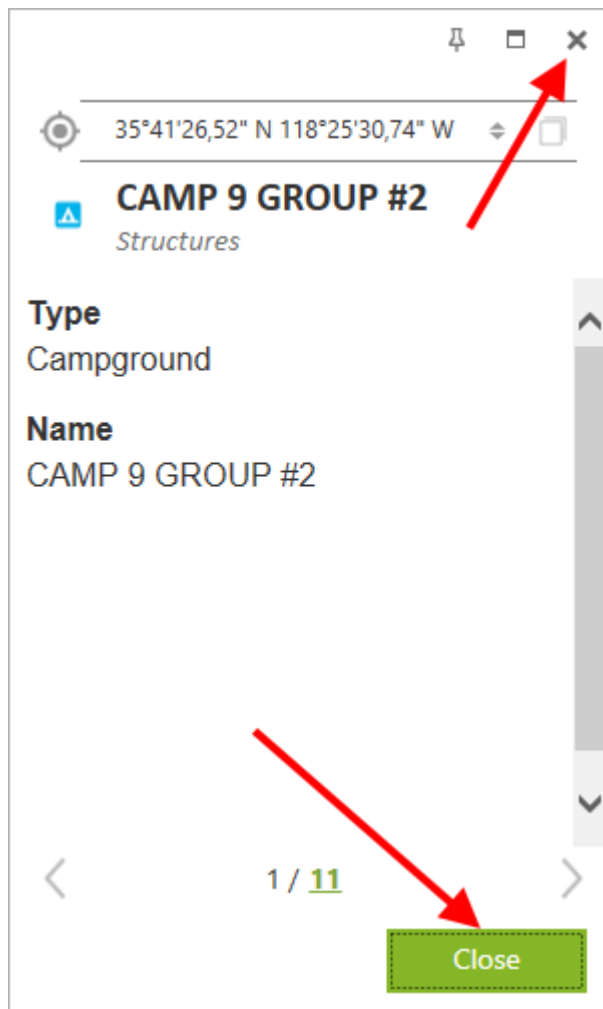 35°41'26,52" N 118°25'30,74" W
CAMP 9 GROUP #2
Structures
Type
Campground
Name
CAMP 9 GROUP #2
1 / 11
Close